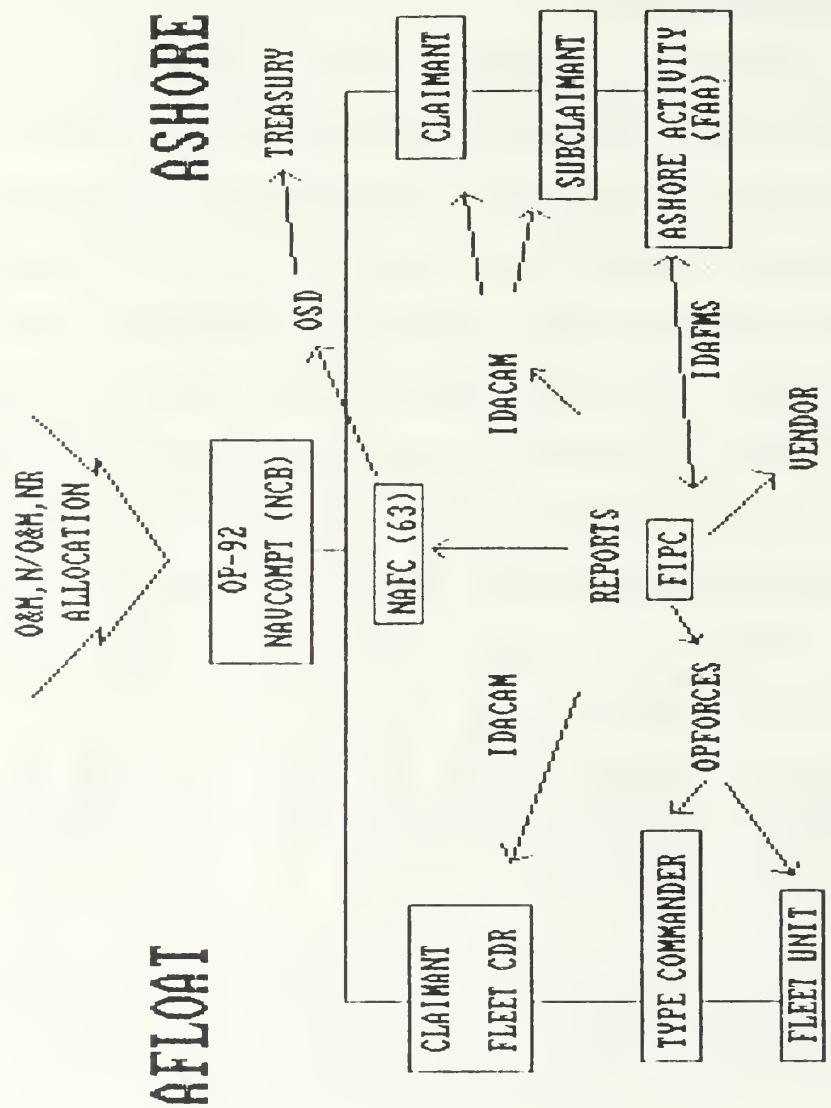 AFLOAT
ASHORE
O&M,N/O&M,NR
ALLOCATION
OP-92
NAVCOMPT (NCB)
OSD
TREASURY
NAFC (63)
CLAIMANT
FLEET CDR
CLAIMANT
IDACAM
IDACAM
SUBCLAIMANT
REPORTS
TYPE COMMANDER
OPFORCES
FIPC
IDAFMS
ASHORE ACTIVITY
(FAA)
FLEET UNIT
VENDOR